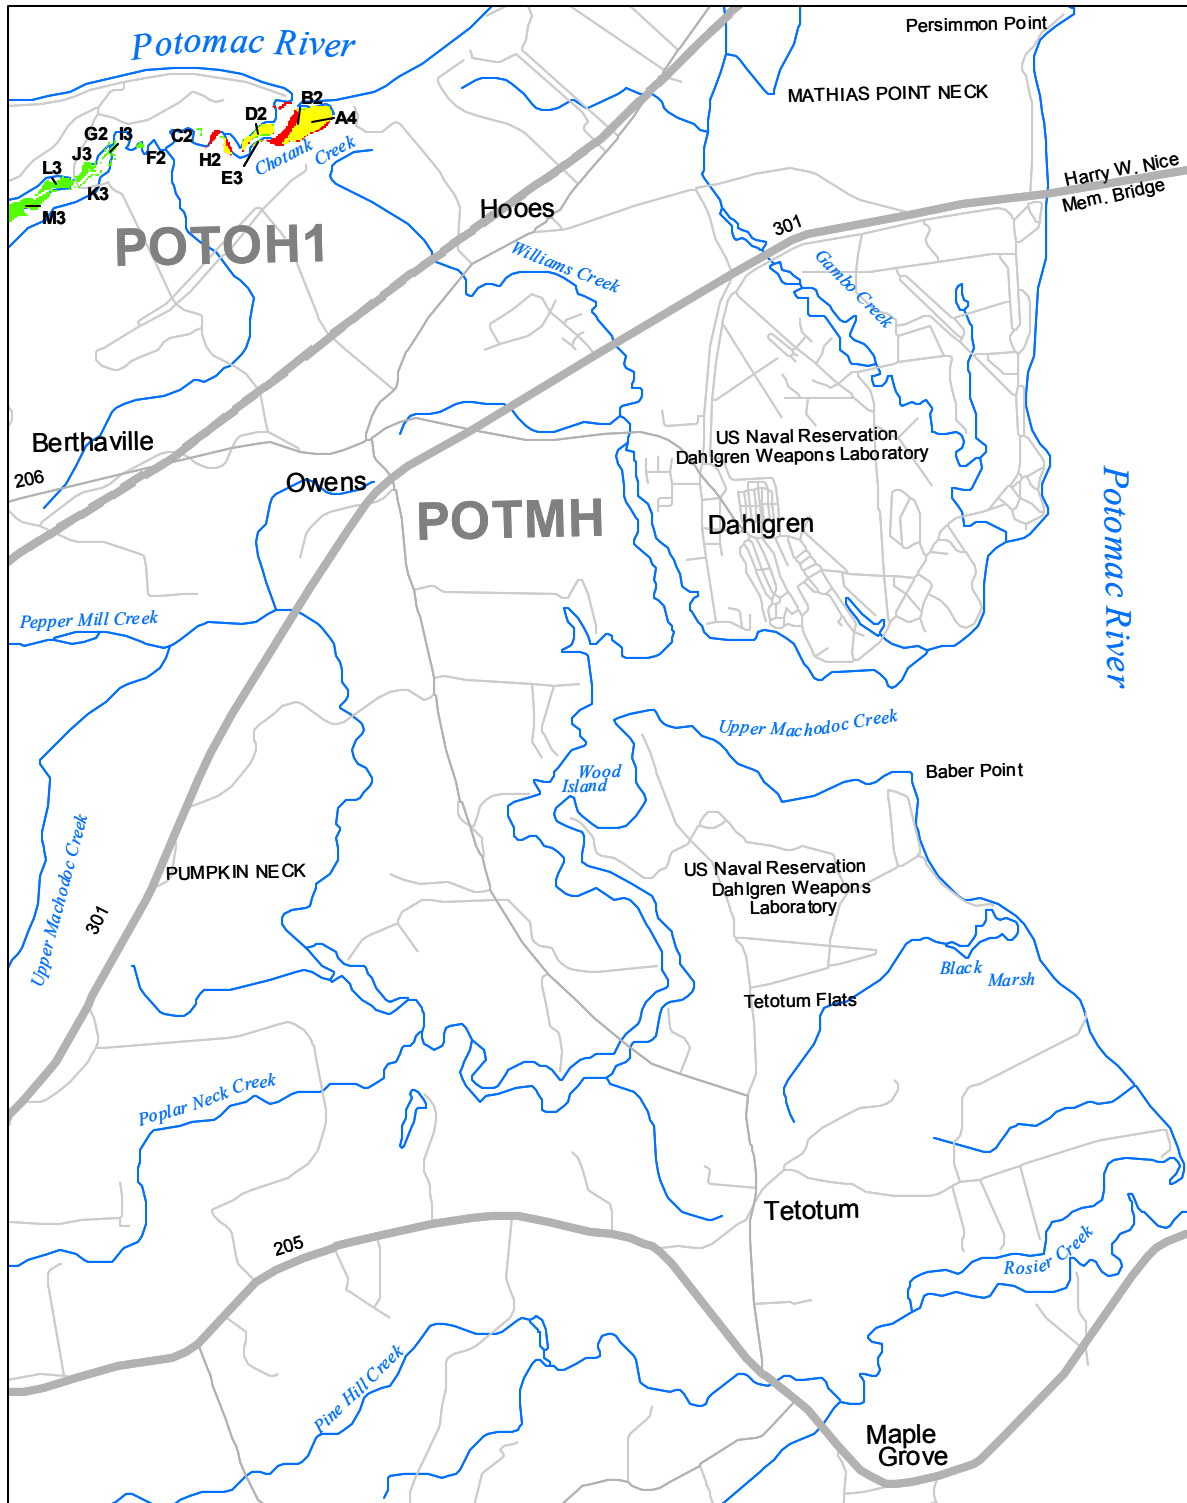 Persimmon Point
Potomac River
MATHIAS POINT NECK
B2
D2
A4
G2
I3
C2
F2
H2
E3
Chotank
Creek
L3
J3
K3
M3
Harry W. Nice
Mem. Bridge
Hooes
301
POTOH1
Williams Creek
Gambo Creek
Berthaville
206
Owens
US Naval Reservation
Dahlgren Weapons Laboratory
POTMH
Dahlgren
Potomac River
Pepper Mill Creek
Upper Machodoc Creek
Wood
Island
Baber Point
Upper Machodoc Creek
PUMPKIN NECK
301
US Naval Reservation
Dahlgren Weapons
Laboratory
Black
Marsh
Tetotum Flats
Poplar Neck Creek
Tetotum
205
Rosier Creek
Pine Hill Creek
Maple
Grove